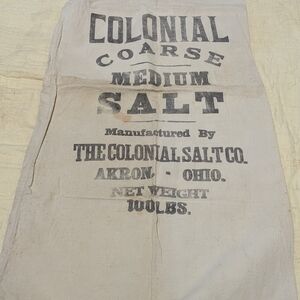 COLONIAL
COARSE
MEDIUM
SALT
Manufactured By
THE COLONIAL SALT CO.
AKRON, - OHIO.
NET WEIGHT
100LBS.